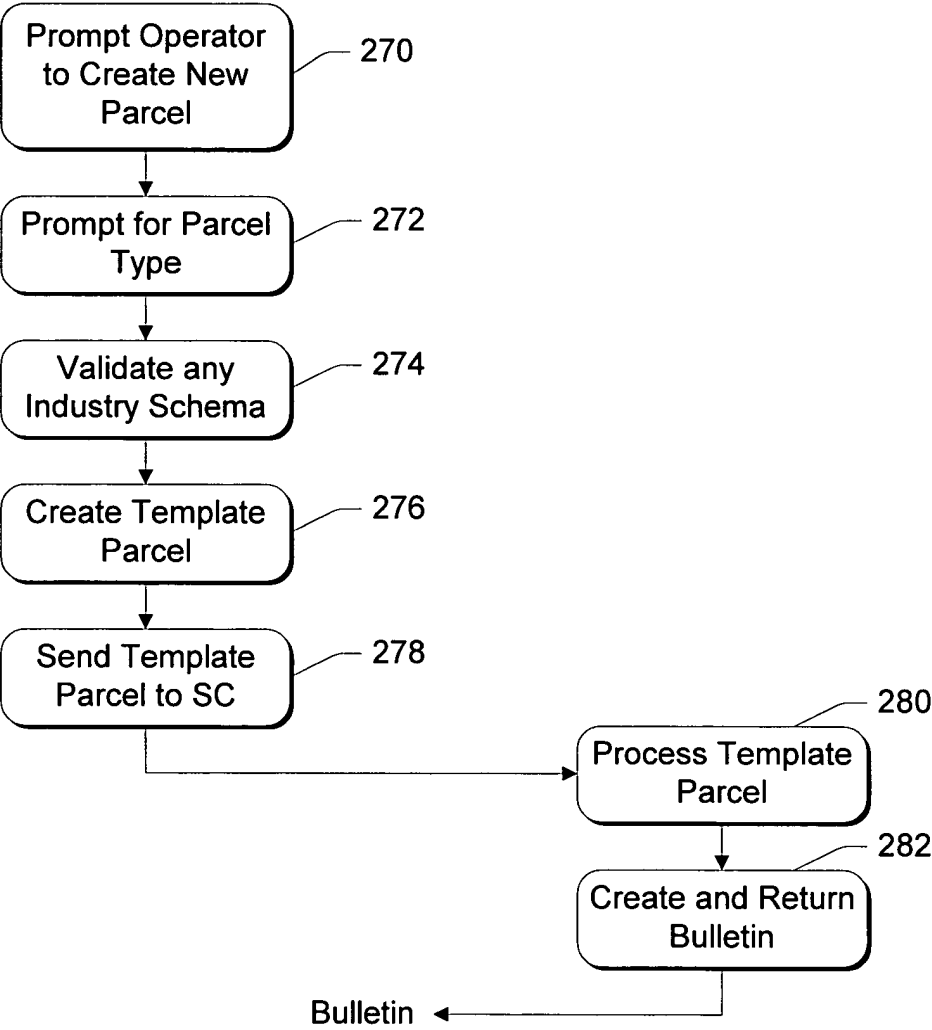 Prompt Operator
to Create New
Parcel
270
Prompt for Parcel
Type
272
Validate any
Industry Schema
274
Create Template
Parcel
276
Send Template
Parcel to SC
278
Process Template
Parcel
280
Create and Return
Bulletin
282
Bulletin